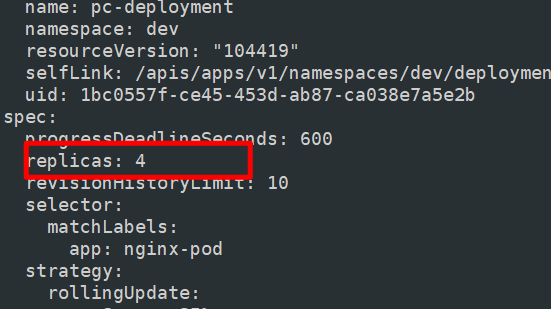 name: pc-deployment
namespace: dev
resourceVersion: "104419"
selfLink: /apis/apps/v1/namespaces/dev/deploymen
uid: 1bc0557f-ce45-453d-ab87-ca038e7a5e2b
spec:
progressDeadlineSeconds: 600
replicas: 4
revisionHistoryLimit: 10
selector:
matchLabels:
app: nginx-pod
strategy:
rollingUpdate: